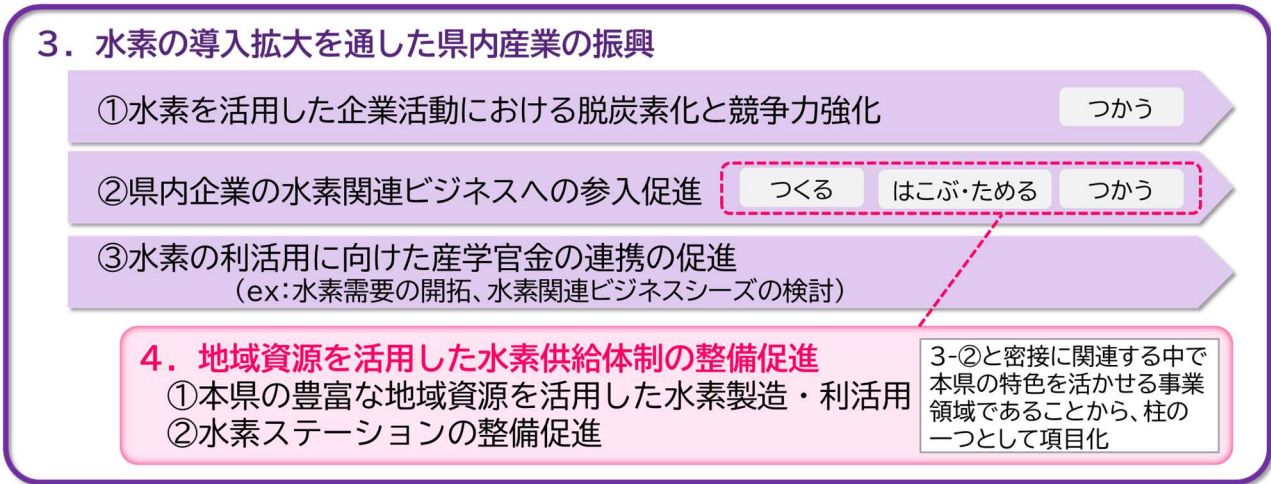 3．水素の導入拡大を通した県内産業の振興
①水素を活用した企業活動における脱炭素化と競争力強化
つかう
②県内企業の水素関連ビジネスへの参入促進
つくる
はこぶ・ためる
つかう
③水素の利活用に向けた産学官金の連携の促進
（ex：水素需要の開拓、水素関連ビジネスシーズの検討）
4．地域資源を活用した水素供給体制の整備促進
①本県の豊富な地域資源を活用した水素製造・利活用
②水素ステーションの整備促進
3-②と密接に関連する中で
本県の特色を活かせる事業
領域であることから、柱の
一つとして項目化